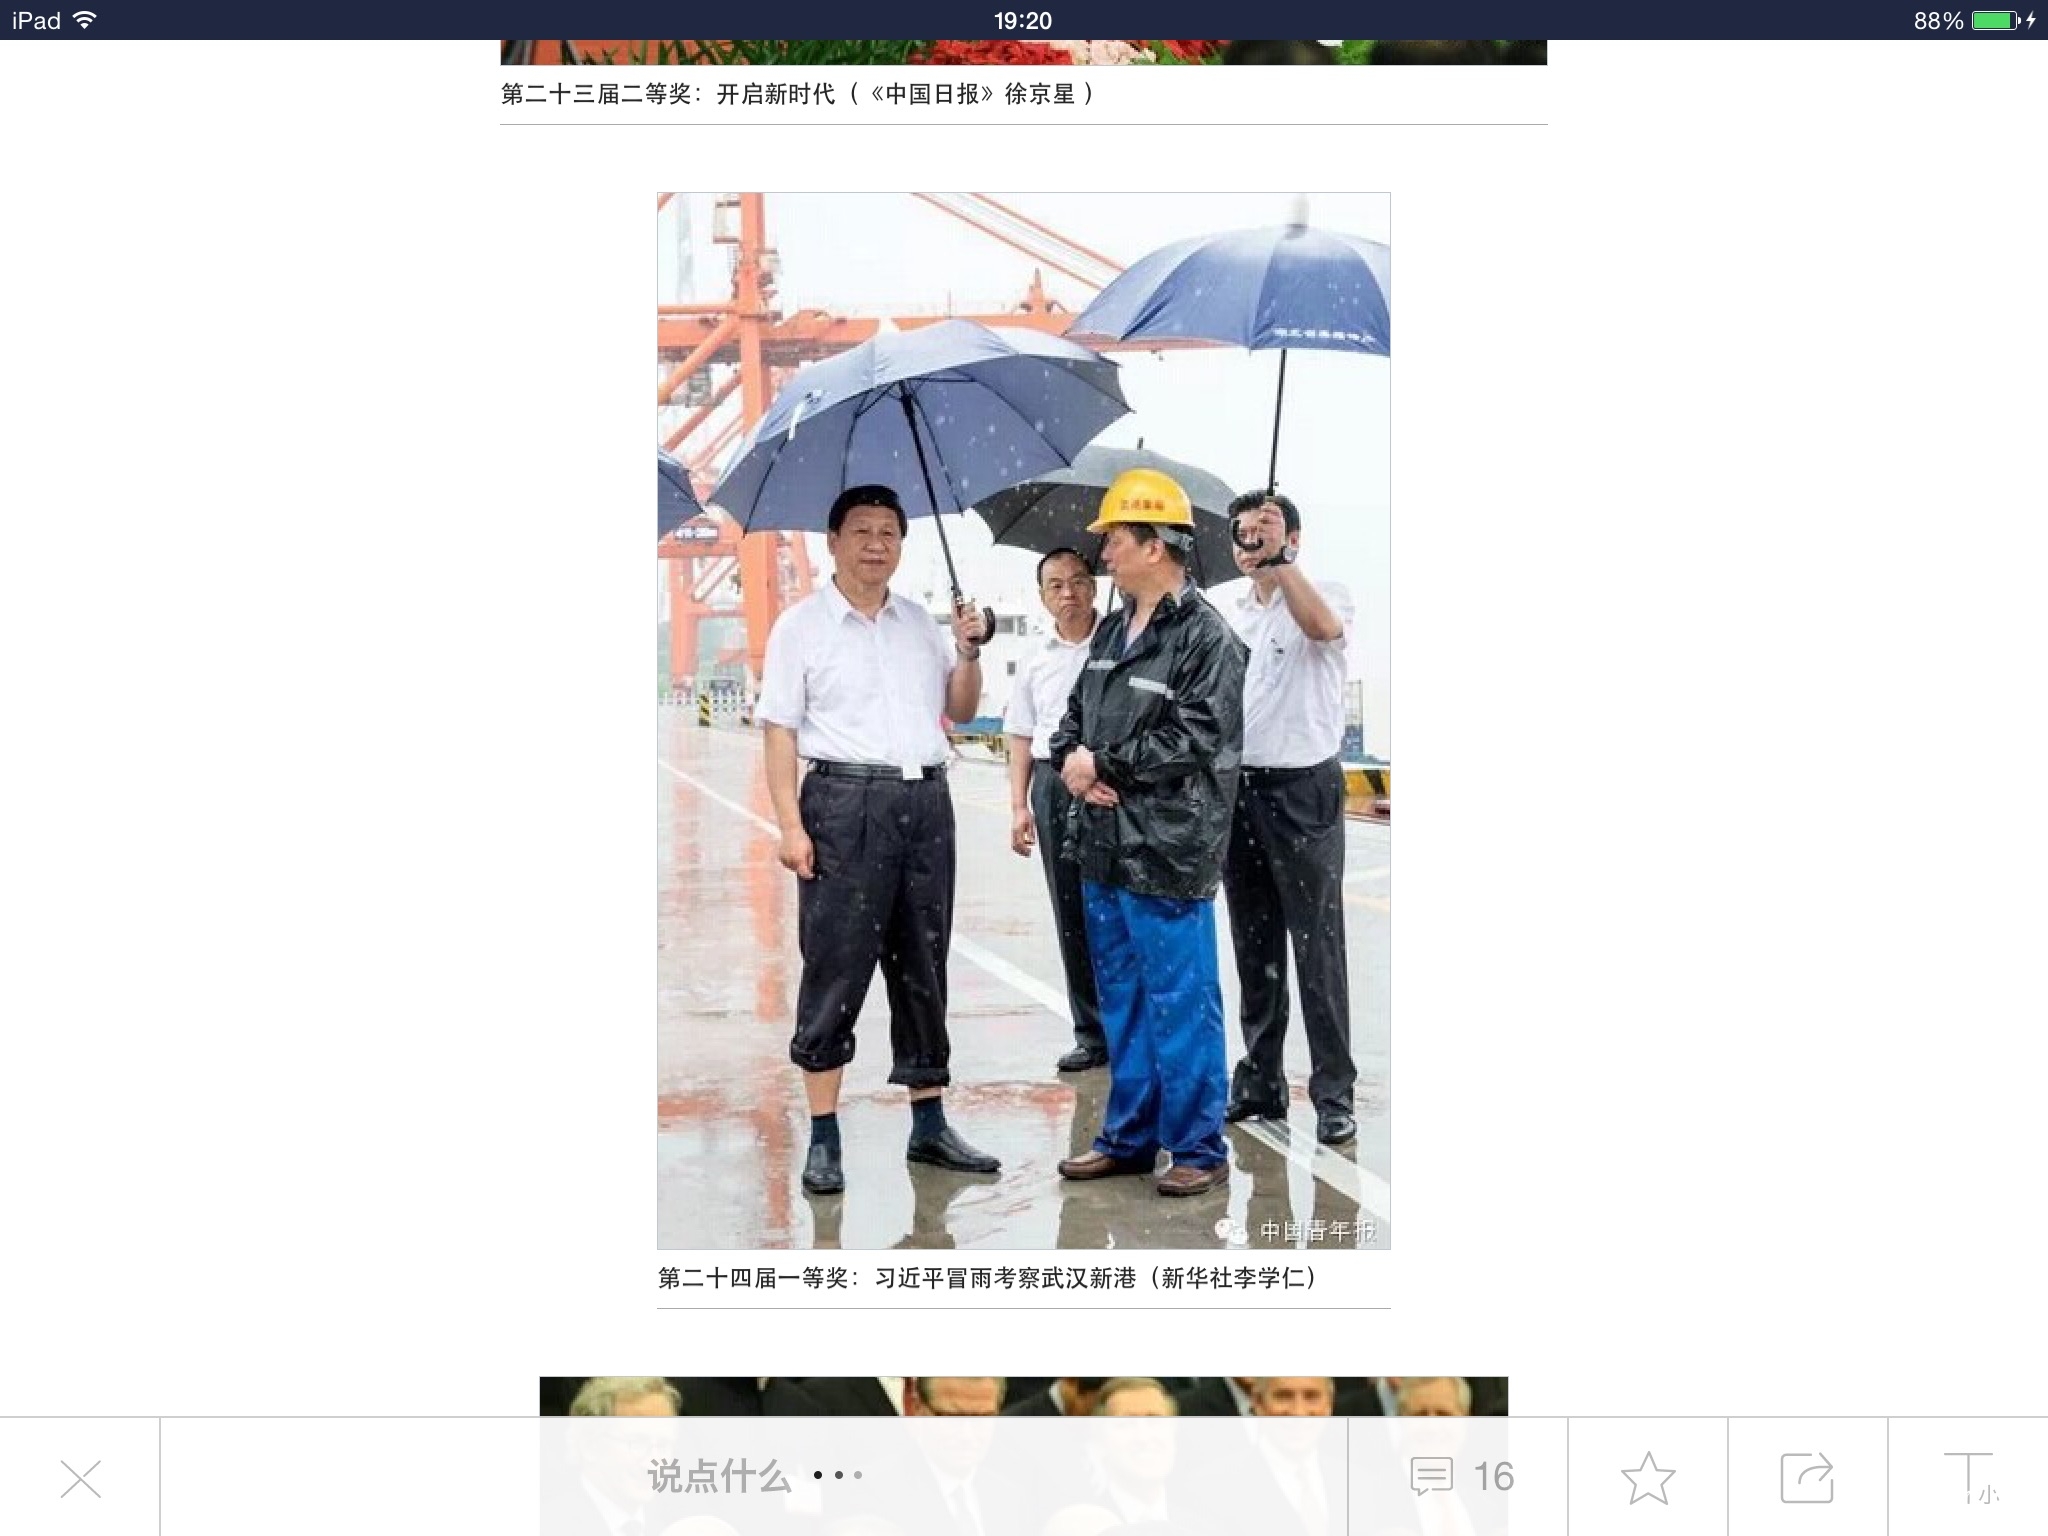 iPad
19:20
88%
第二十三届二等奖：开启新时代（《中国日报》徐京星 ）
中国青年报
第二十四届一等奖：习近平冒雨考察武汉新港（新华社李学仁）
说点什么 •••
16
T小